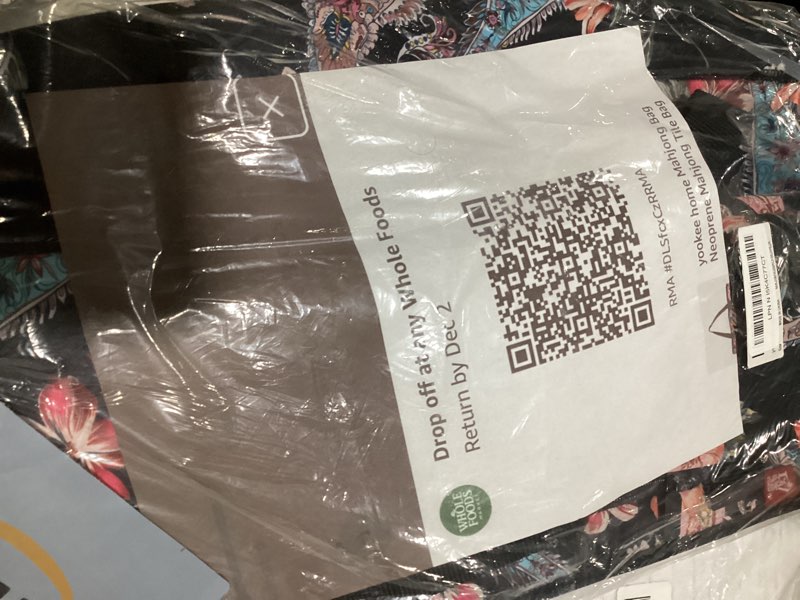 Drop off at any Whole Foods
Return by Dec 2
WHOLE
FOODS
MARKET
RMA #DLSfcxCzRRMA
yookee home Mahjong Bag
Neoprene Mahjong Tile Bag